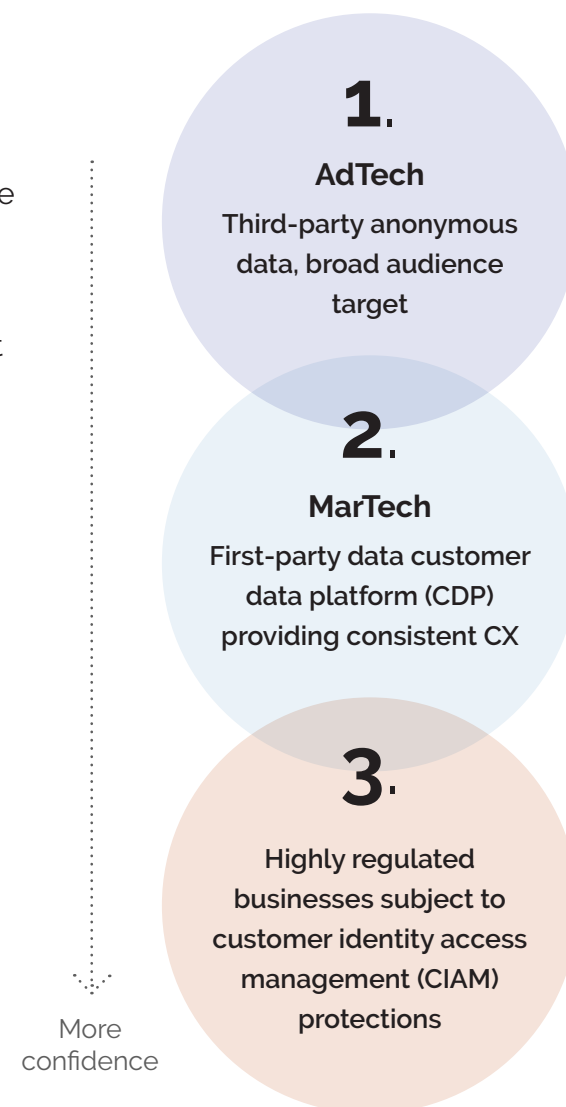 1.
AdTech
Third-party anonymous
data, broad audience
target
2.
MarTech
First-party data customer
data platform (CDP)
providing consistent CX
3.
Highly regulated
businesses subject to
customer identity access
management (CIAM)
protections
More
confidence